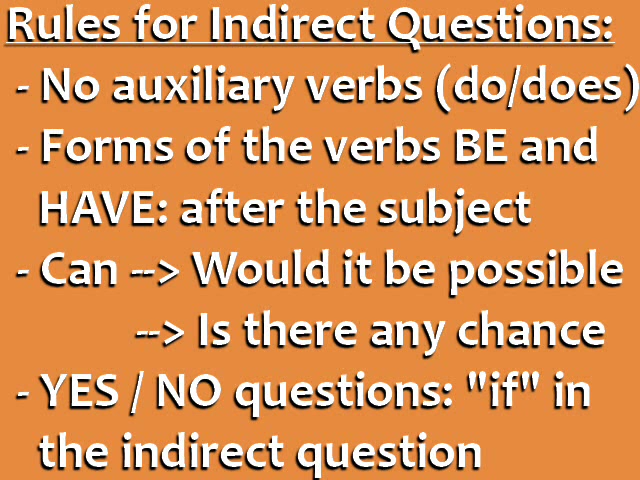 Rules for Indirect Questions:
- No auxiliary verbs (do/does)
- Forms of the verbs BE and
HAVE: after the subject
- Can --> Would it be possible
--> Is there any chance
- YES / NO questions: "if" in
the indirect question